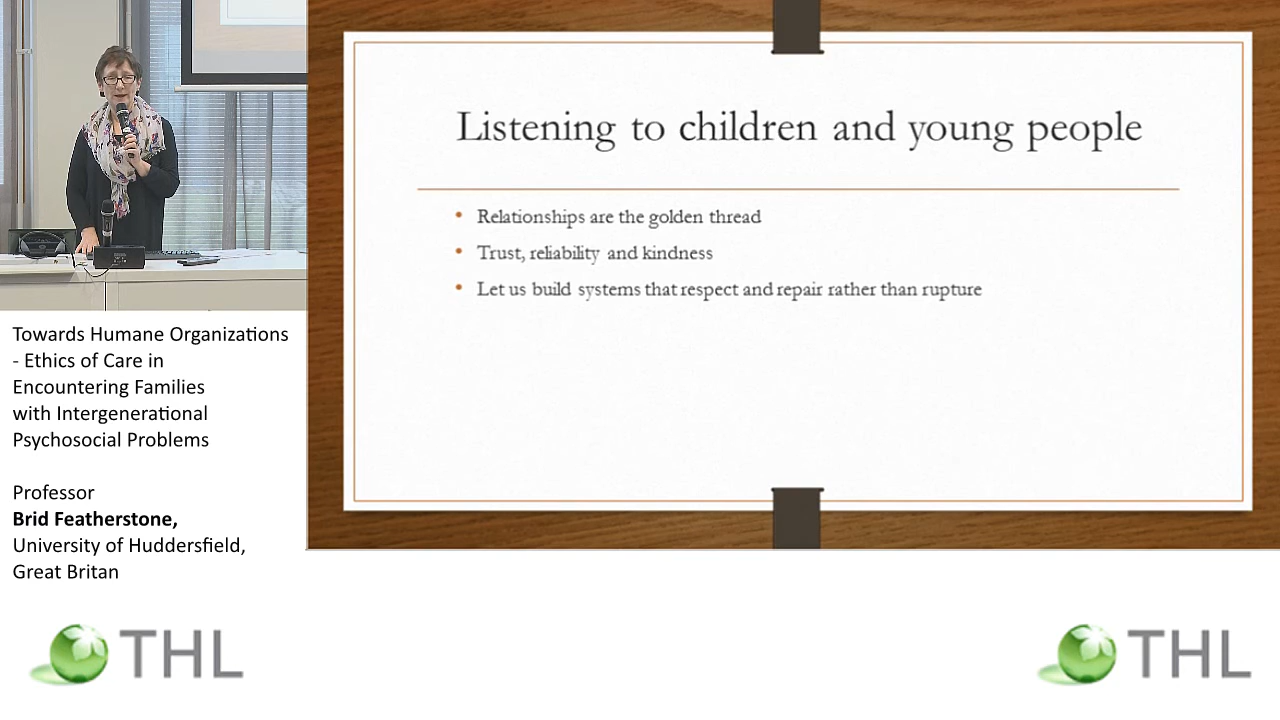 Listening to children and young people
• Relationships are the golden thread
• Trust, reliability and kindness
• Let us build systems that respect and repair rather than rupture
Towards Humane Organizations
- Ethics of Care in
Encountering Families
with Intergenerational
Psychosocial Problems
Professor
Brid Featherstone,
University of Huddersfield,
Great Britan
THL
THL